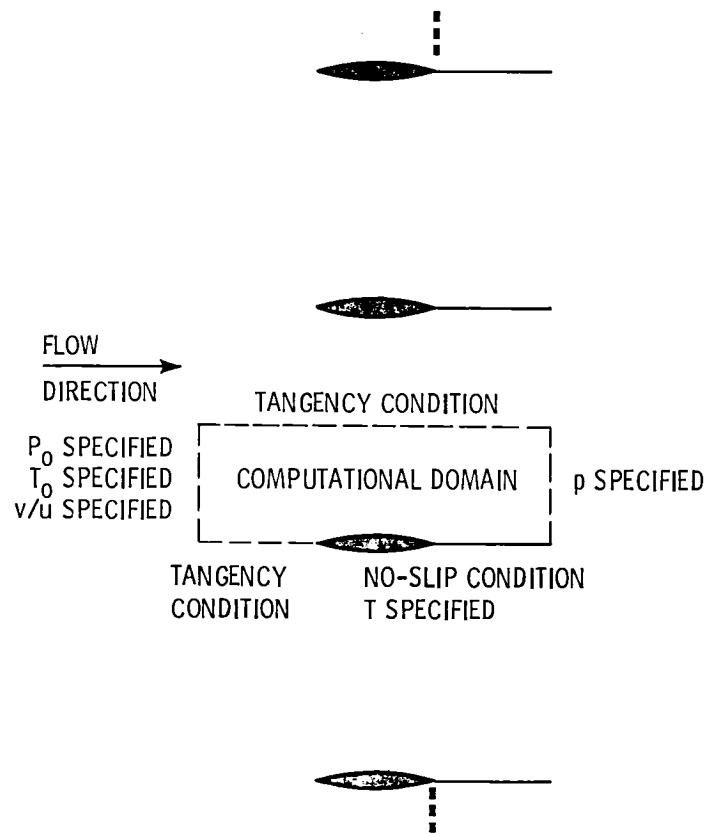 FLOW
DIRECTION
TANGENCY CONDITION
P₀ SPECIFIED
T₀ SPECIFIED
v/u SPECIFIED
COMPUTATIONAL DOMAIN
p SPECIFIED
TANGENCY
CONDITION
NO-SLIP CONDITION
T SPECIFIED